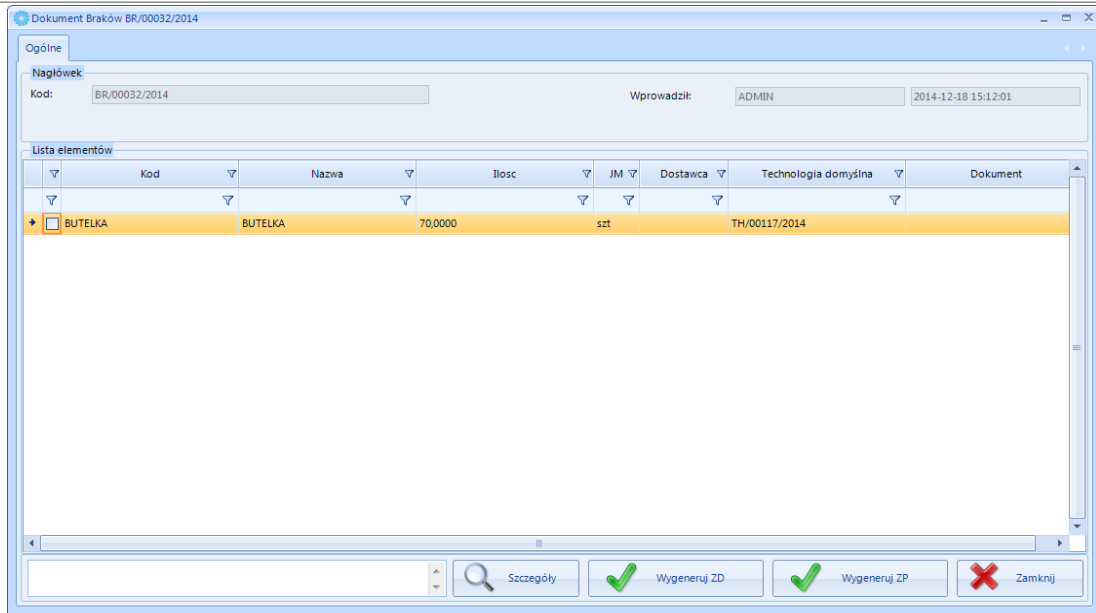 Dokument Braków BR/00032/2014
Ogólne
Nagłówek
Kod: BR/00032/2014 Wprowadził: ADMIN 2014-12-18 15:12:01
Lista elementów
Kod Nazwa Ilosc JM Dostawca Technologia domyślna Dokument
BUTELKA BUTELKA 70,0000 szt TH/00117/2014
Szczegóły Wygeneruj ZD Wygeneruj ZP Zamknij